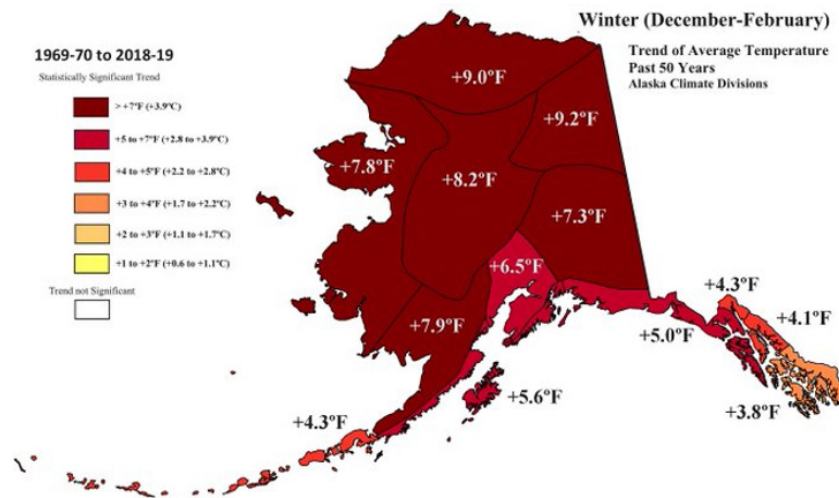 Winter (December-February)
1969-70 to 2018-19
Trend of Average Temperature
Past 50 Years
Alaska Climate Divisions
Statistically Significant Trend
> +7°F (+3.9°C)
+5 to +7°F (+2.8 to +3.9°C)
+4 to +5°F (+2.2 to +2.8°C)
+3 to +4°F (+1.7 to +2.2°C)
+2 to +3°F (+1.1 to +1.7°C)
+1 to +2°F (+0.6 to +1.1°C)
Trend not Significant
+9.0°F
+9.2°F
+7.8°F
+8.2°F
+7.3°F
+6.5°F
+7.9°F
+4.3°F
+4.1°F
+5.0°F
+5.6°F
+3.8°F
+4.3°F